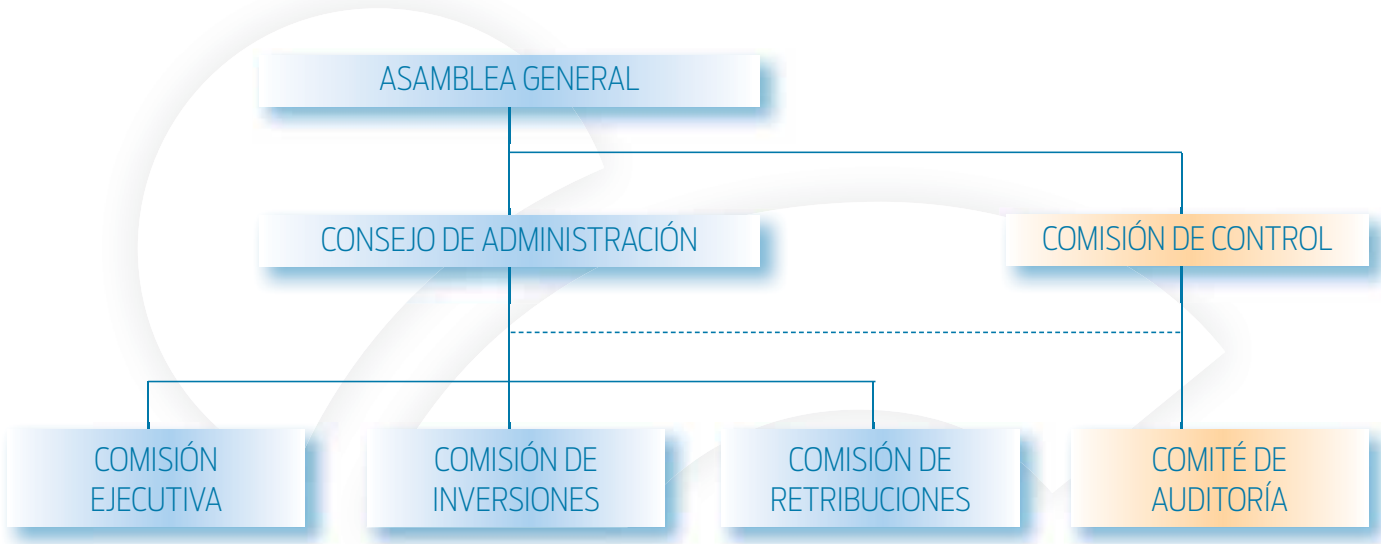 ASAMBLEA GENERAL
CONSEJO DE ADMINISTRACIÓN
COMISIÓN DE CONTROL
COMISIÓN
EJECUTIVA
COMISIÓN DE
INVERSIONES
COMISIÓN DE
RETRIBUCIONES
COMITÉ DE
AUDITORÍA